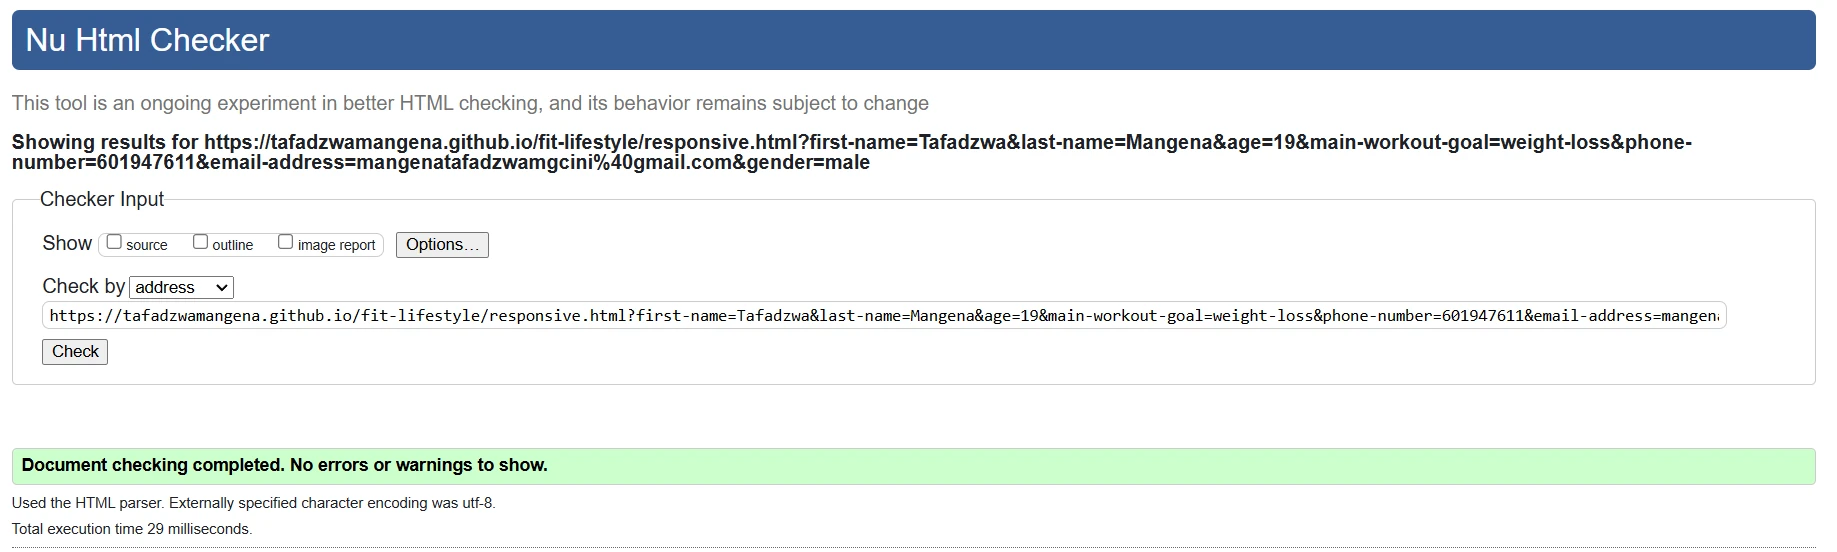 Nu Html Checker
This tool is an ongoing experiment in better HTML checking, and its behavior remains subject to change
Showing results for https://tafadzwamangena.github.io/fit-lifestyle/responsive.html?first-name=Tafadzwa&last-name=Mangena&age=19&main-workout-goal=weight-loss&phone-
number=601947611&email-address=mangenatafadzwamgcini%40gmail.com&gender=male
Checker Input
Show source outline image report Options...
Check by address
https://tafadzwamangena.github.io/fit-lifestyle/responsive.html?first-name=Tafadzwa&last-name=Mangena&age=19&main-workout-goal=weight-loss&phone-number=601947611&email-address=mangena
Check
Document checking completed. No errors or warnings to show.
Used the HTML parser. Externally specified character encoding was utf-8.
Total execution time 29 milliseconds.